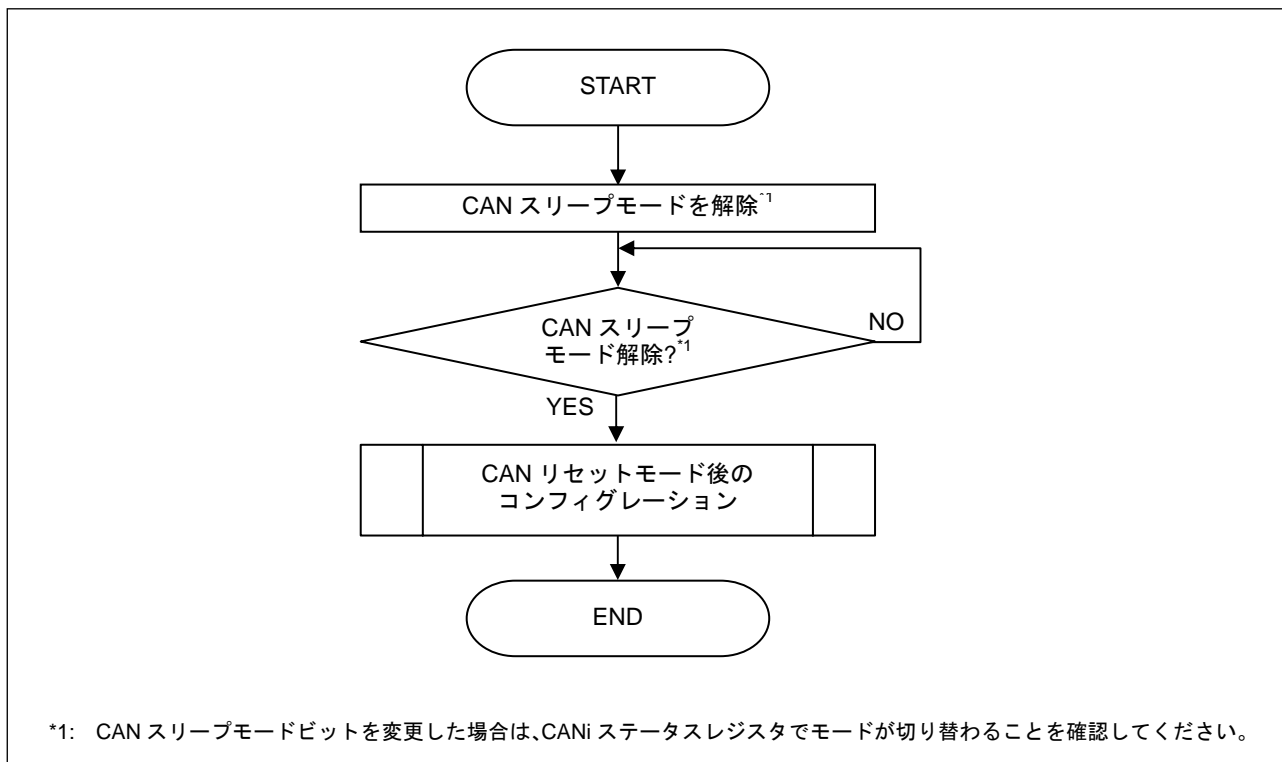 START
CAN スリープモードを解除*1
CAN スリープ
モード解除?*1
NO
YES
CAN リセットモード後の
コンフィグレーション
END
*1: CAN スリープモードビットを変更した場合は、CANi ステータスレジスタでモードが切り替わることを確認してください。